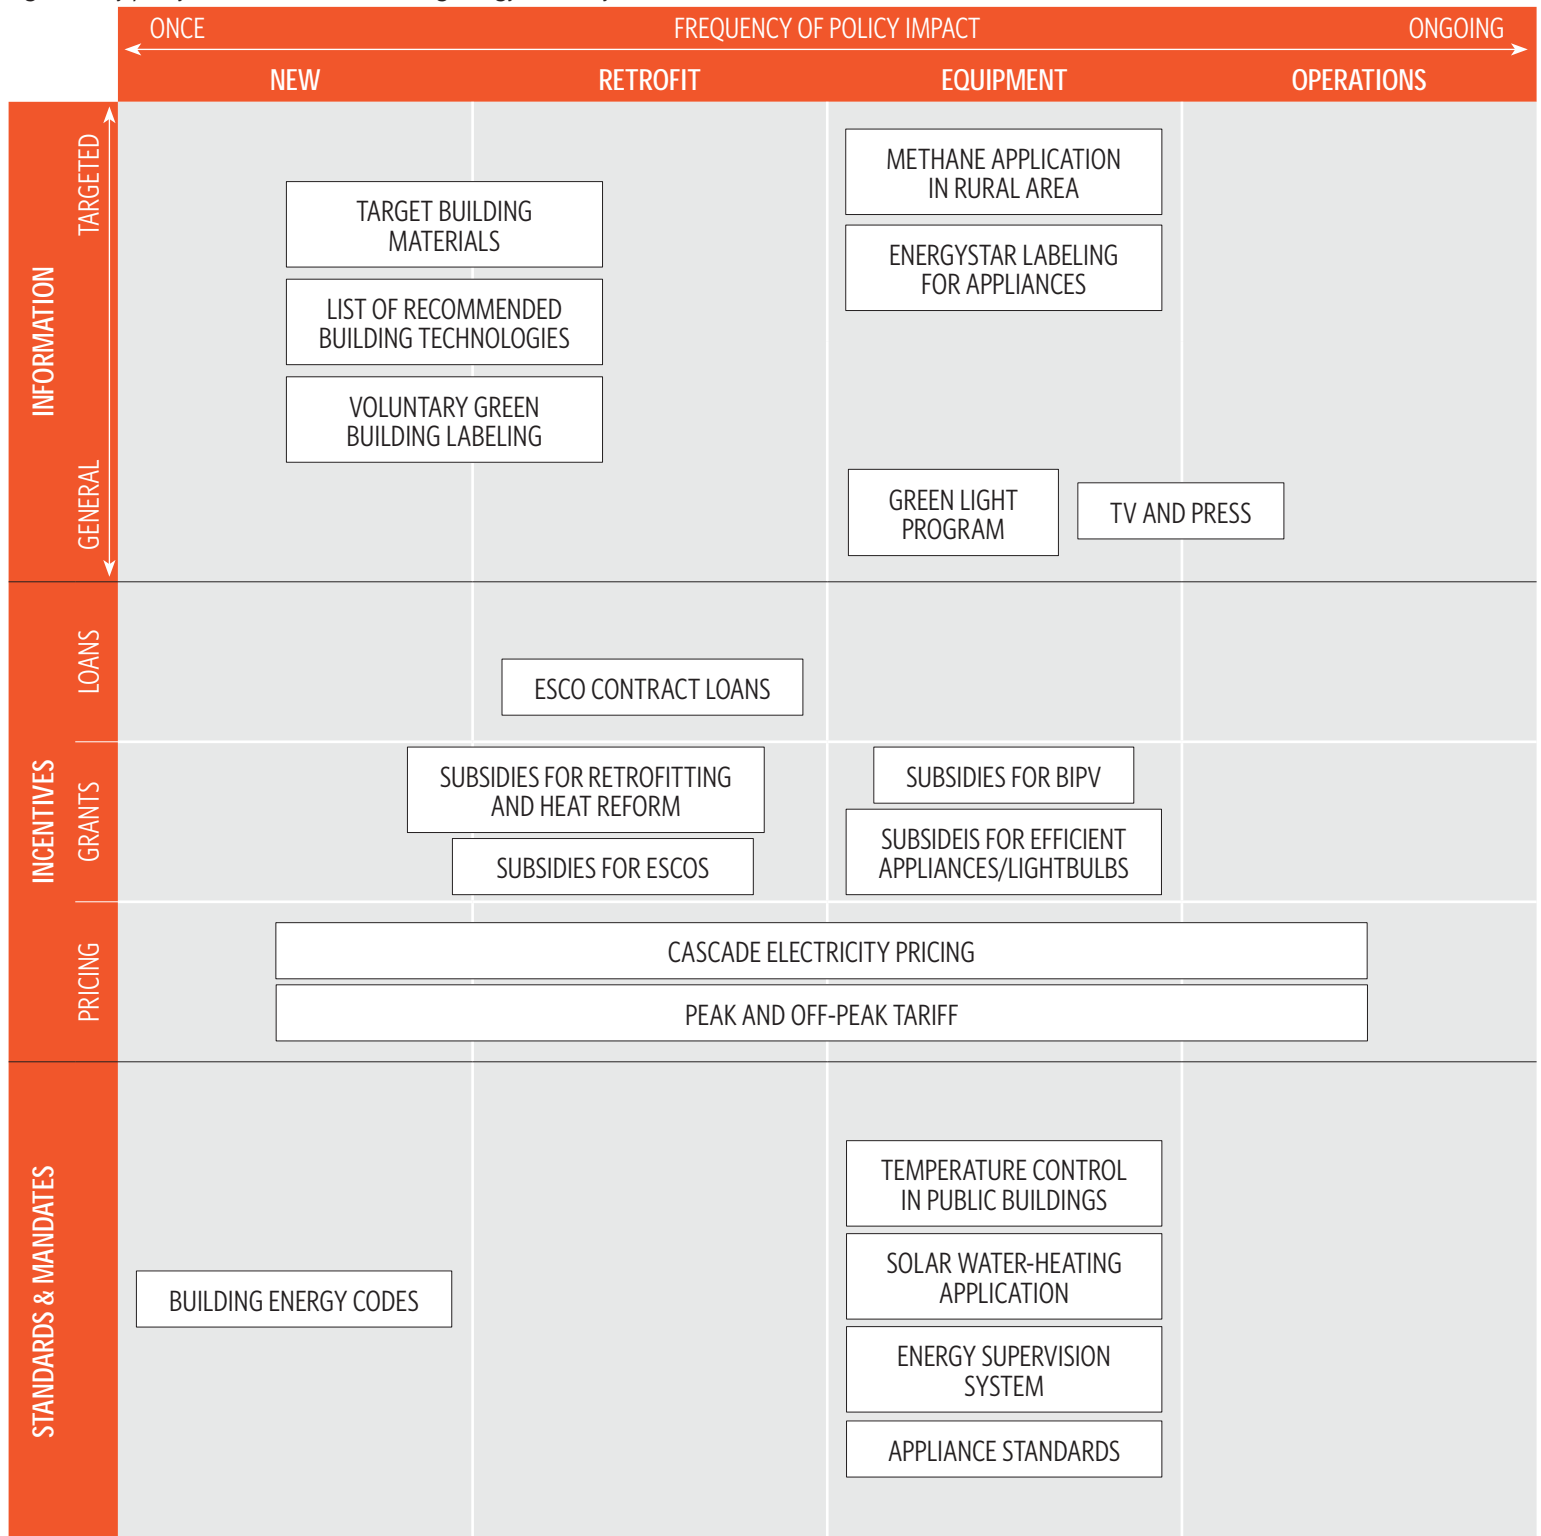 ONCE
FREQUENCY OF POLICY IMPACT
ONGOING
NEW
RETROFIT
EQUIPMENT
OPERATIONS
INFORMATION
TARGETED
GENERAL
METHANE APPLICATION
IN RURAL AREA
TARGET BUILDING
MATERIALS
ENERGYSTAR LABELING
FOR APPLIANCES
LIST OF RECOMMENDED
BUILDING TECHNOLOGIES
VOLUNTARY GREEN
BUILDING LABELING
GREEN LIGHT
PROGRAM
TV AND PRESS
INCENTIVES
LOANS
ESCO CONTRACT LOANS
GRANTS
SUBSIDIES FOR RETROFITTING
AND HEAT REFORM
SUBSIDIES FOR BIPV
SUBSIDIES FOR ESCOS
SUBSIDEIS FOR EFFICIENT
APPLIANCES/LIGHTBULBS
PRICING
CASCADE ELECTRICITY PRICING
PEAK AND OFF-PEAK TARIFF
STANDARDS & MANDATES
BUILDING ENERGY CODES
TEMPERATURE CONTROL
IN PUBLIC BUILDINGS
SOLAR WATER-HEATING
APPLICATION
ENERGY SUPERVISION
SYSTEM
APPLIANCE STANDARDS